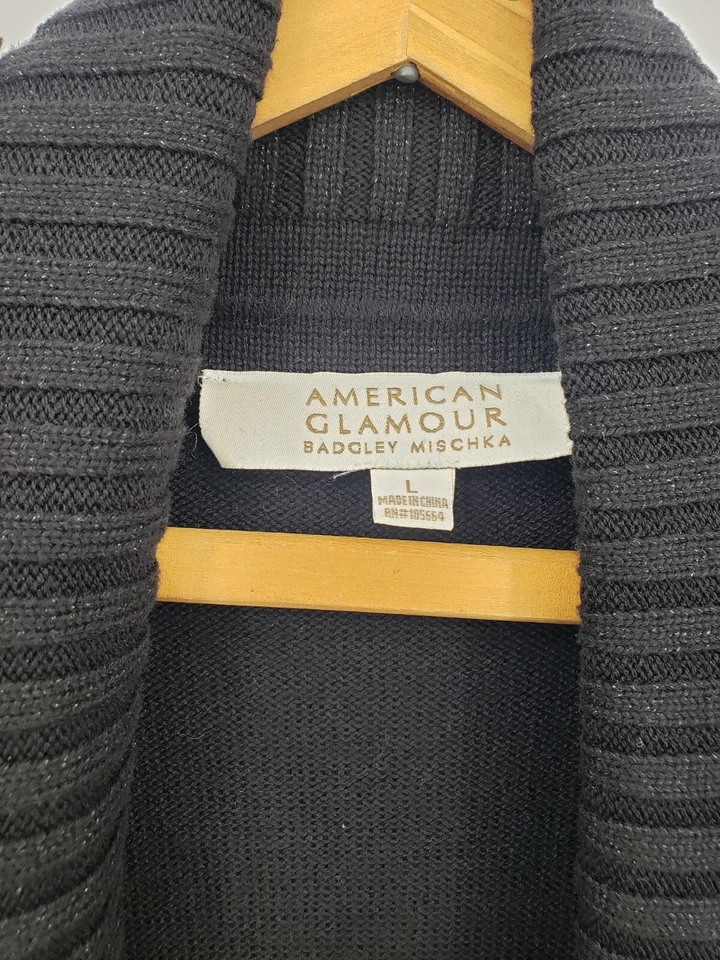 AMERICAN
GLAMOUR
BADGLEY MISCHKA
L
MADE IN CHINA
RN#105564